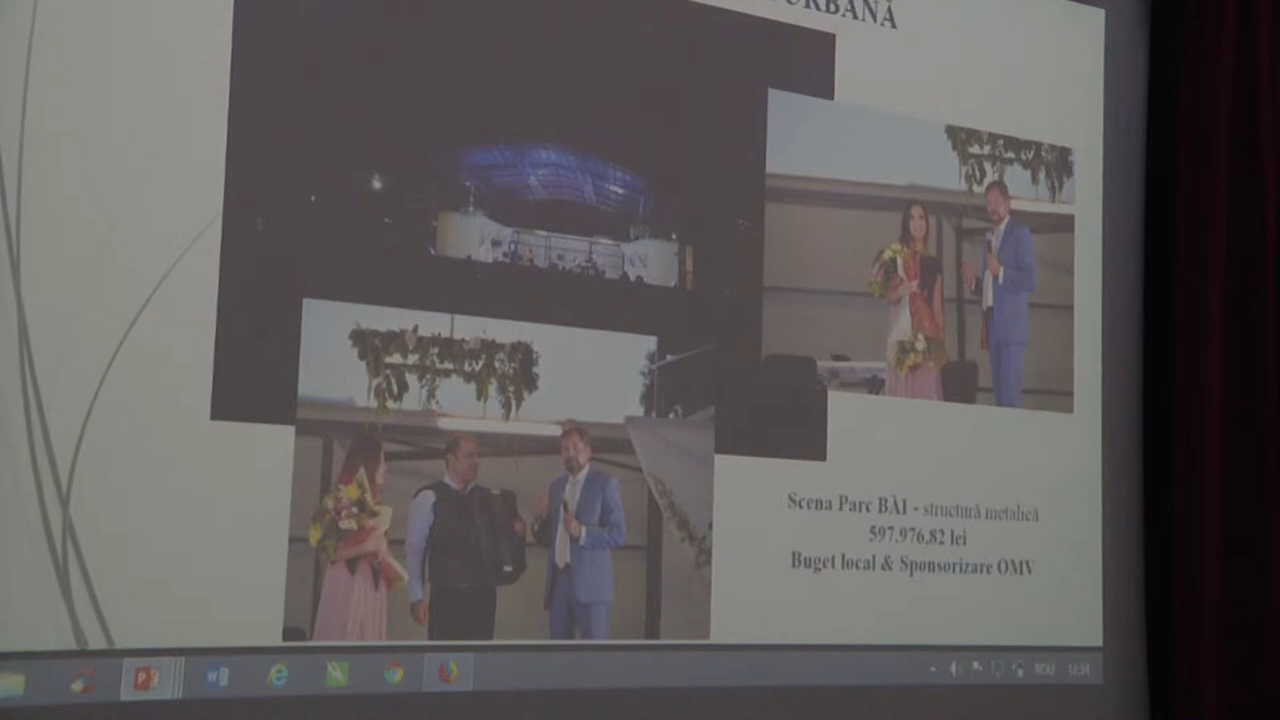 URBANĂ
Scena Parc BĂI - structură metalică
597.976,82 lei
Buget local & Sponsorizare OMV
ROU 12:34